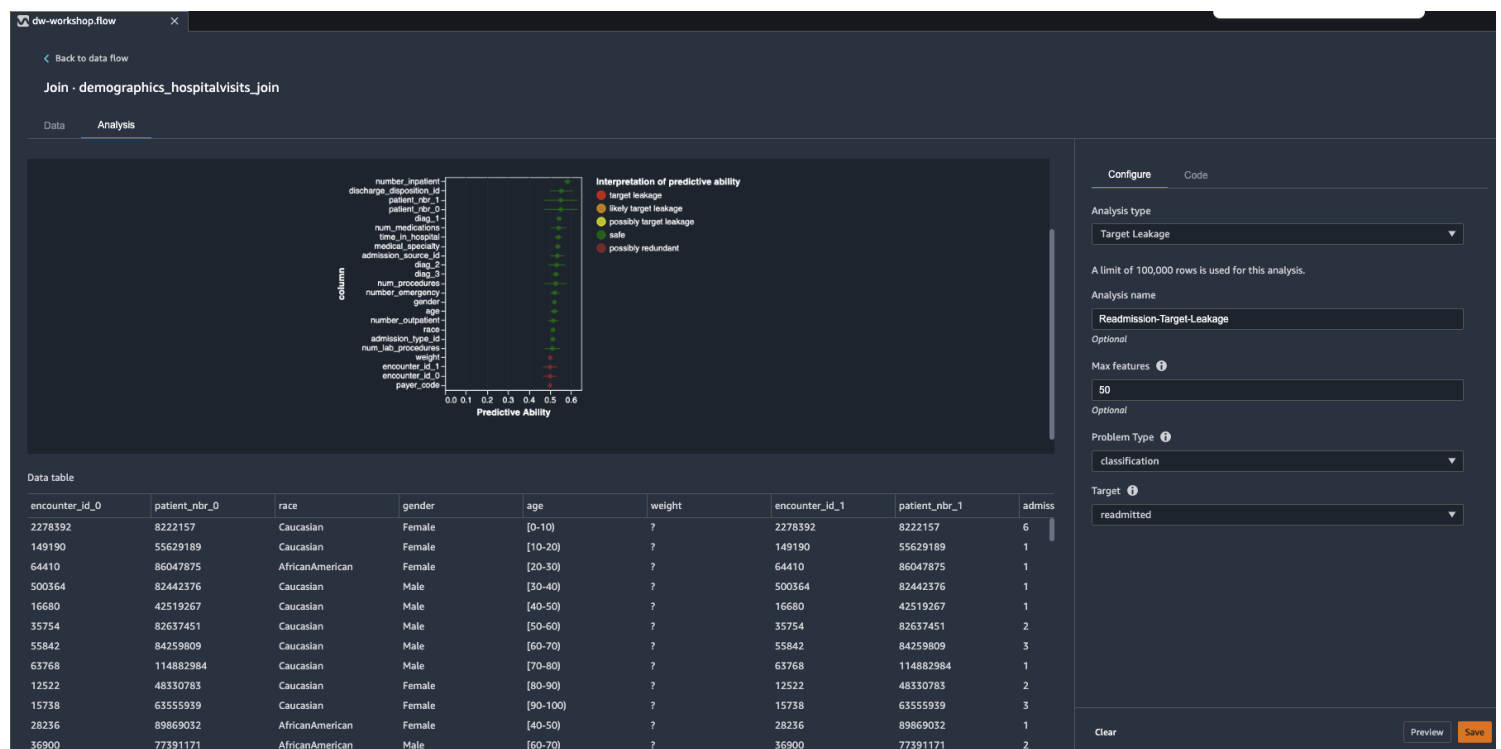 dw-workshop.flow
Back to data flow
Join · demographics_hospitalvisits_join
Data Analysis
number_inpatient
discharge_disposition_id
patient_nbr_1
patient_nbr_0
diag_1
num_medications
time_in_hospital
medical_specialty
admission_source_id
diag_2
diag_3
num_procedures
number_emergency
gender
age
number_outpatient
race
admission_type_id
num_lab_procedures
weight
encounter_id_1
encounter_id_0
payer_code
column
0.0 0.1 0.2 0.3 0.4 0.5 0.6
Predictive Ability
Interpretation of predictive ability
target leakage
likely target leakage
possibly target leakage
safe
possibly redundant
Data table
encounter_id_0 patient_nbr_0 race gender age weight encounter_id_1 patient_nbr_1 admiss
2278392 8222157 Caucasian Female [0-10) ? 2278392 8222157 6
149190 55629189 Caucasian Female [10-20) ? 149190 55629189 1
64410 86047875 AfricanAmerican Female [20-30) ? 64410 86047875 1
500364 82442376 Caucasian Male [30-40) ? 500364 82442376 1
16680 42519267 Caucasian Male [40-50) ? 16680 42519267 1
35754 82637451 Caucasian Male [50-60) ? 35754 82637451 2
55842 84259809 Caucasian Male [60-70) ? 55842 84259809 3
63768 114882984 Caucasian Male [70-80) ? 63768 114882984 1
12522 48330783 Caucasian Female [80-90) ? 12522 48330783 2
15738 63555939 Caucasian Female [90-100) ? 15738 63555939 3
28236 89869032 AfricanAmerican Female [40-50) ? 28236 89869032 1
36900 77391171 AfricanAmerican Male [60-70) ? 36900 77391171 2
Configure Code
Analysis type
Target Leakage
A limit of 100,000 rows is used for this analysis.
Analysis name
Readmission-Target-Leakage
Optional
Max features
50
Optional
Problem Type
classification
Target
readmitted
Clear Preview Save